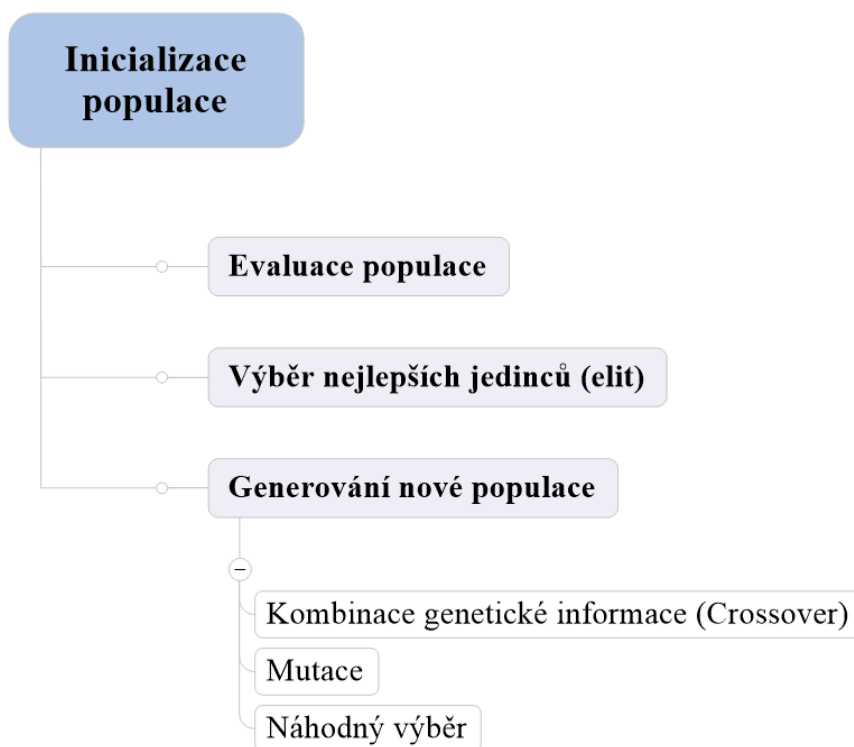 Inicializace
populace
Evaluace populace
Výběr nejlepších jedinců (elit)
Generování nové populace
Kombinace genetické informace (Crossover)
Mutace
Náhodný výběr